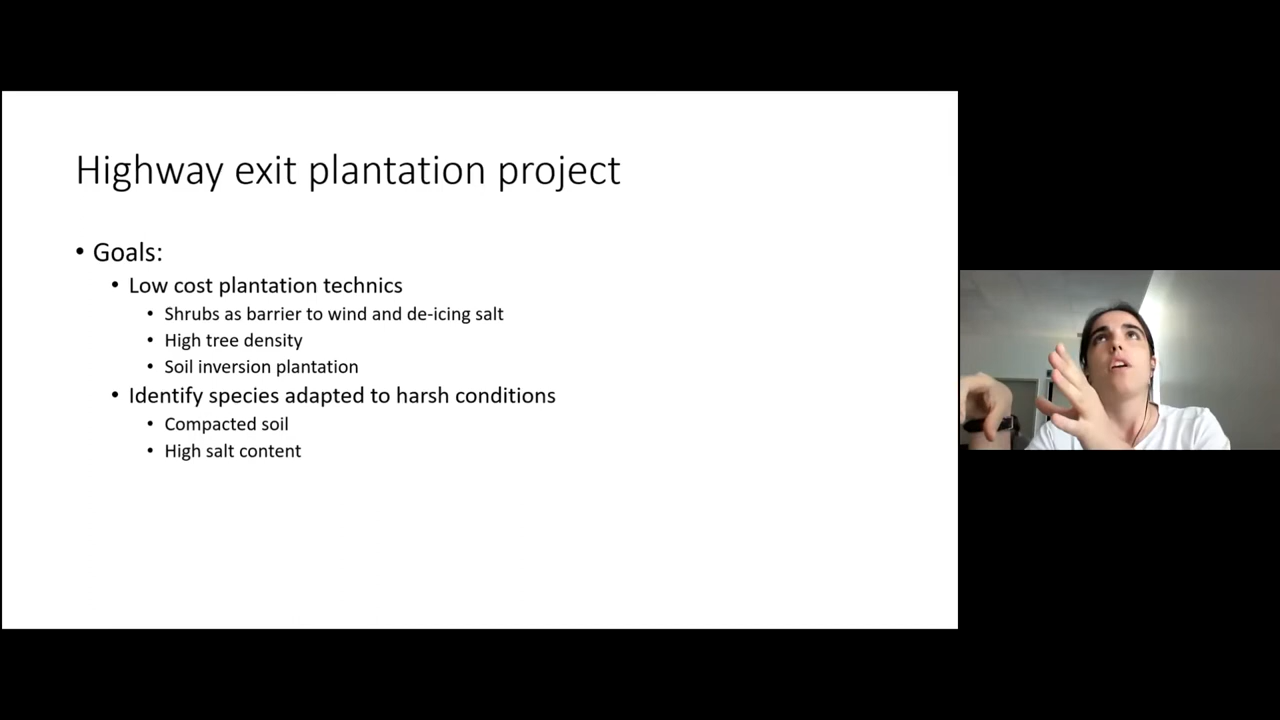 Highway exit plantation project
• Goals:
• Low cost plantation technics
• Shrubs as barrier to wind and de-icing salt
• High tree density
• Soil inversion plantation
• Identify species adapted to harsh conditions
• Compacted soil
• High salt content